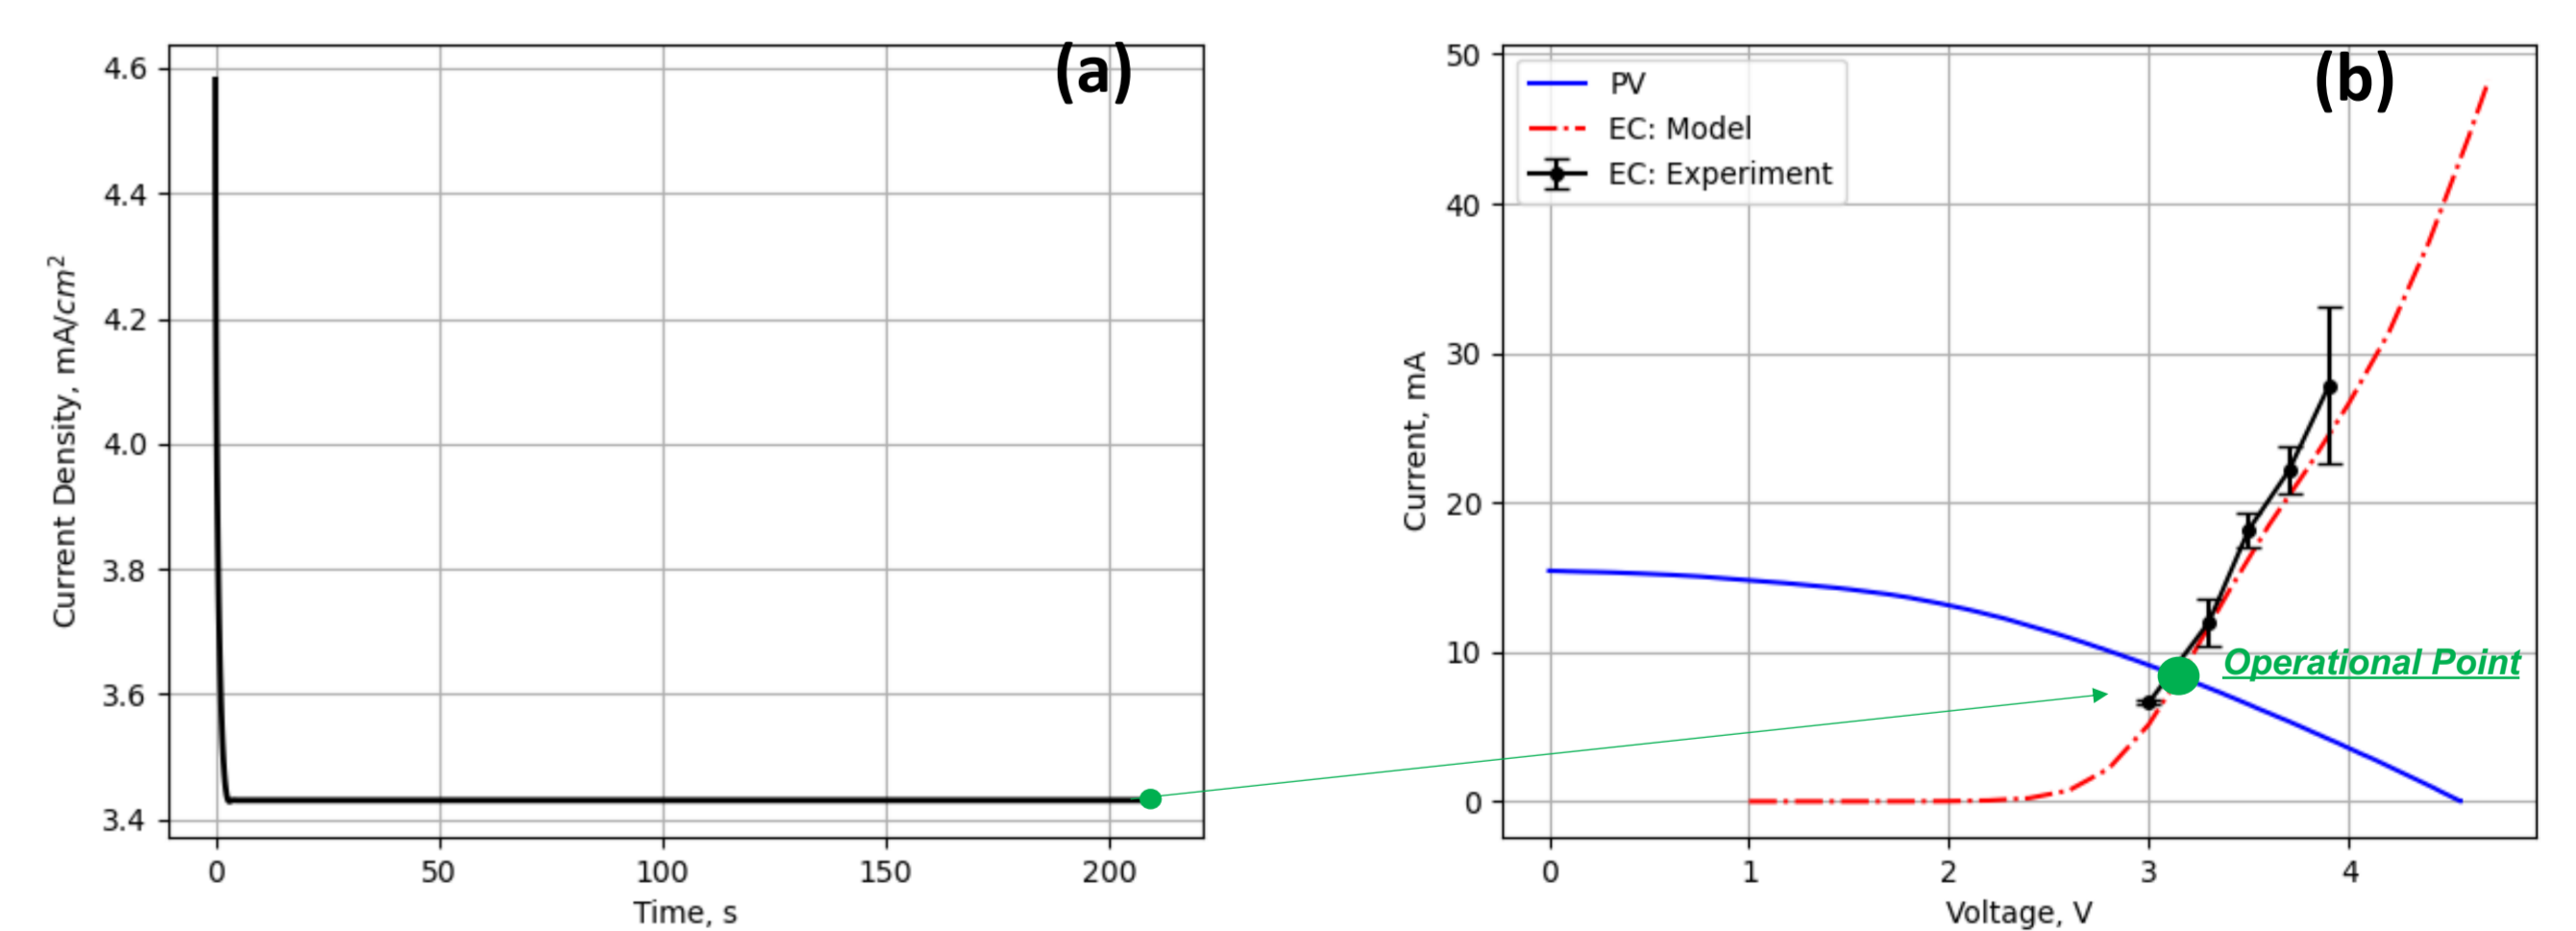 (a)
4.6
4.4
4.2
4.0
3.8
3.6
3.4
Current Density, mA/cm²
0 50 100 150 200
Time, s
(b)
PV
EC: Model
EC: Experiment
50
40
30
20
10
0
Current, mA
Operational Point
0 1 2 3 4
Voltage, V